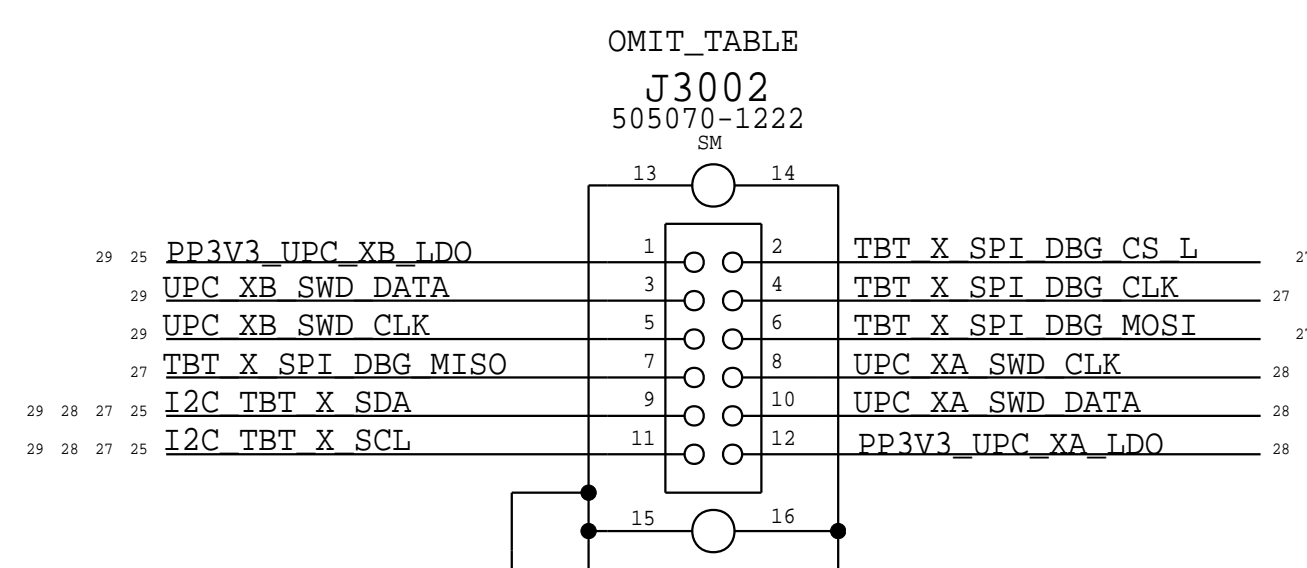 OMIT_TABLE
J3002
505070-1222
SM
13 14
29 25 PP3V3_UPC_XB_LDO 1 2 TBT_X_SPI_DBG_CS_L 27
29 UPC_XB_SWD_DATA 3 4 TBT_X_SPI_DBG_CLK 27
29 UPC_XB_SWD_CLK 5 6 TBT_X_SPI_DBG_MOSI 27
27 TBT_X_SPI_DBG_MISO 7 8 UPC_XA_SWD_CLK 28
29 28 27 25 I2C_TBT_X_SDA 9 10 UPC_XA_SWD_DATA 28
29 28 27 25 I2C_TBT_X_SCL 11 12 PP3V3_UPC_XA_LDO 28
15 16